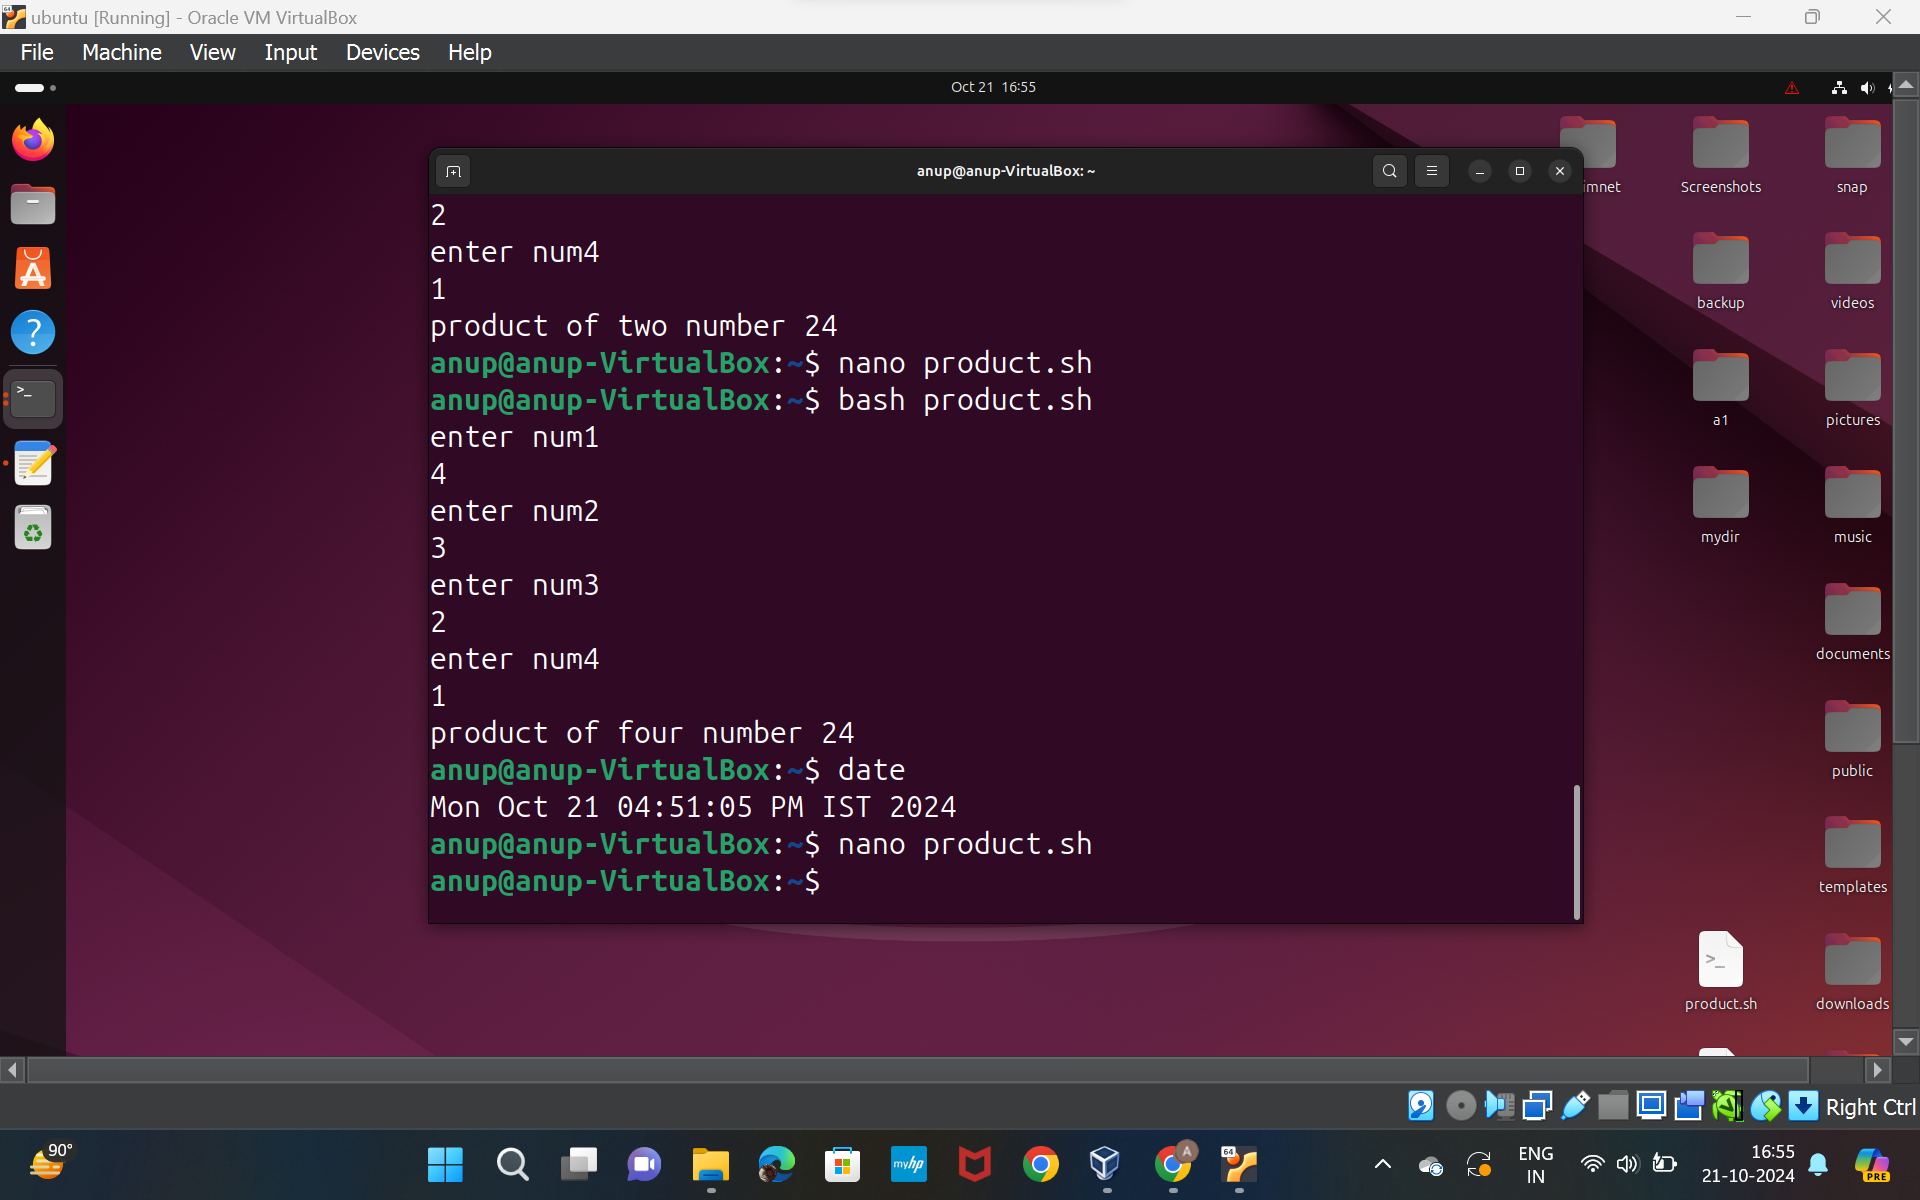 ubuntu [Running] - Oracle VM VirtualBox
File Machine View Input Devices Help
Oct 21 16:55
anup@anup-VirtualBox: ~
2
enter num4
1
product of two number 24
anup@anup-VirtualBox:~$ nano product.sh
anup@anup-VirtualBox:~$ bash product.sh
enter num1
4
enter num2
3
enter num3
2
enter num4
1
product of four number 24
anup@anup-VirtualBox:~$ date
Mon Oct 21 04:51:05 PM IST 2024
anup@anup-VirtualBox:~$ nano product.sh
anup@anup-VirtualBox:~$
Screenshots snap
backup videos
a1 pictures
mydir music
documents
public
templates
product.sh downloads
Right Ctrl
90°
myhp
64
A
ENG
IN
16:55
21-10-2024
PRE